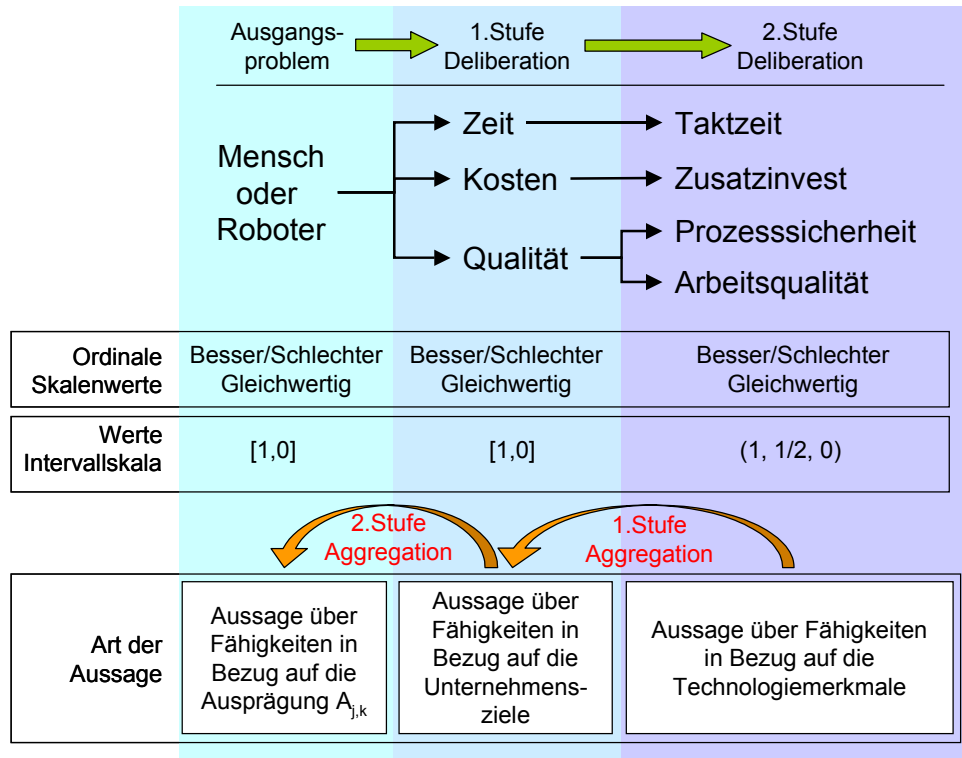 Ausgangs-
problem
1.Stufe
Deliberation
2.Stufe
Deliberation
Mensch
oder
Roboter
Zeit
Taktzeit
Kosten
Zusatzinvest
Qualität
Prozesssicherheit
Arbeitsqualität
Ordinale
Skalenwerte
Besser/Schlechter
Gleichwertig
Besser/Schlechter
Gleichwertig
Besser/Schlechter
Gleichwertig
Werte
Intervallskala
[1,0]
[1,0]
(1, 1/2, 0)
2.Stufe
Aggregation
1.Stufe
Aggregation
Art der
Aussage
Aussage über
Fähigkeiten in
Bezug auf die
Ausprägung A_j,k
Aussage über
Fähigkeiten in
Bezug auf die
Unternehmens-
ziele
Aussage über Fähigkeiten
in Bezug auf die
Technologiemerkmale